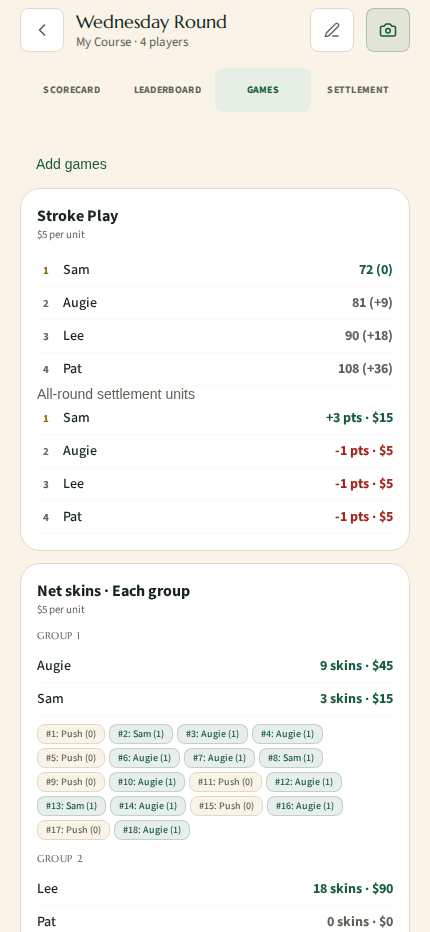 Wednesday Round
My Course · 4 players
SCORECARD LEADERBOARD GAMES SETTLEMENT
Add games
Stroke Play
$5 per unit
1 Sam 72 (0)
2 Augie 81 (+9)
3 Lee 90 (+18)
4 Pat 108 (+36)
All-round settlement units
1 Sam +3 pts · $15
2 Augie -1 pts · $5
3 Lee -1 pts · $5
4 Pat -1 pts · $5
Net skins · Each group
$5 per unit
GROUP 1
Augie 9 skins · $45
Sam 3 skins · $15
#1: Push (0) #2: Sam (1) #3: Augie (1) #4: Augie (1)
#5: Push (0) #6: Augie (1) #7: Augie (1) #8: Sam (1)
#9: Push (0) #10: Augie (1) #11: Push (0) #12: Augie (1)
#13: Sam (1) #14: Augie (1) #15: Push (0) #16: Augie (1)
#17: Push (0) #18: Augie (1)
GROUP 2
Lee 18 skins · $90
Pat 0 skins · $0